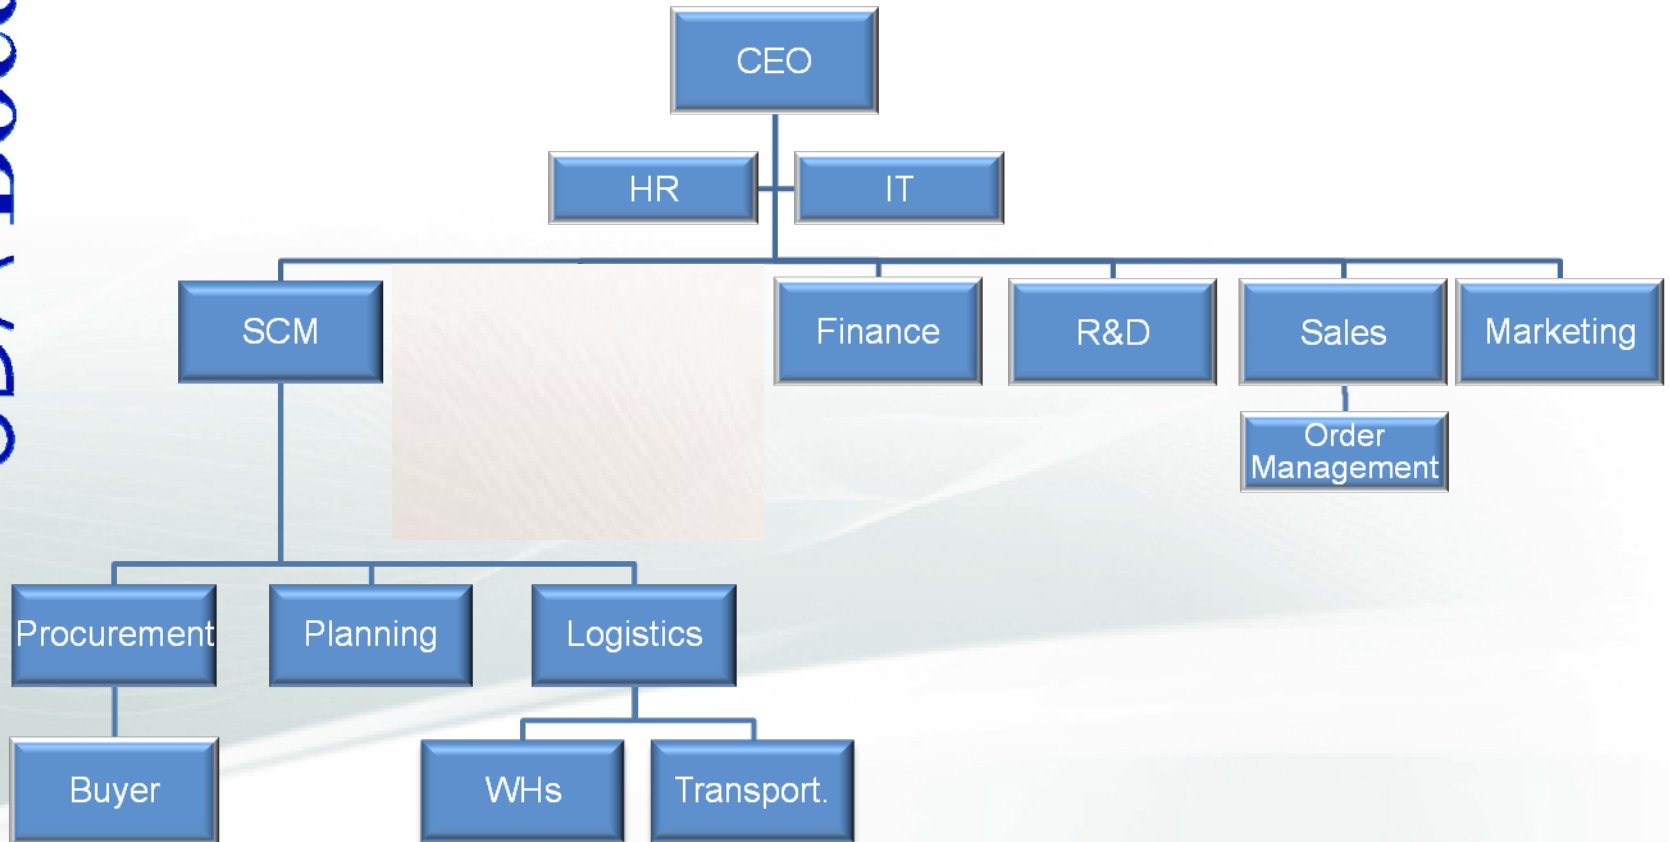 CEO
HR
IT
SCM
Finance
R&D
Sales
Marketing
Order
Management
Procurement
Planning
Logistics
Buyer
WHs
Transport.